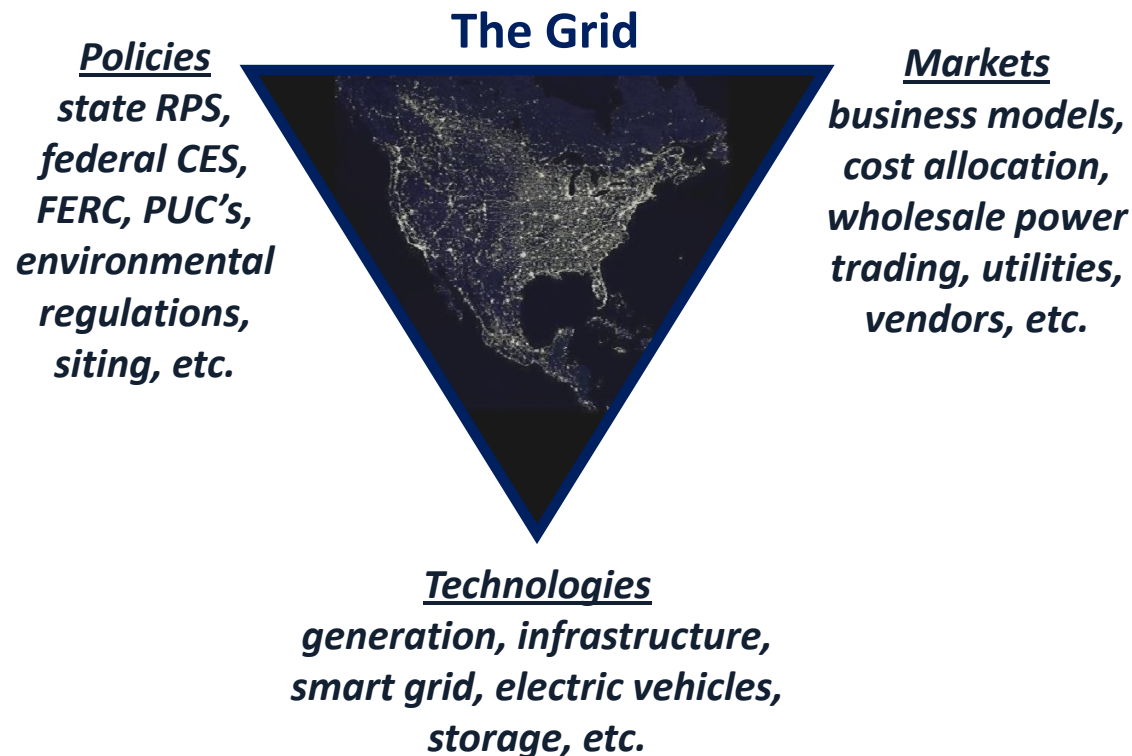 The Grid
Policies
state RPS,
federal CES,
FERC, PUC’s,
environmental
regulations,
siting, etc.
Markets
business models,
cost allocation,
wholesale power
trading, utilities,
vendors, etc.
Technologies
generation, infrastructure,
smart grid, electric vehicles,
storage, etc.